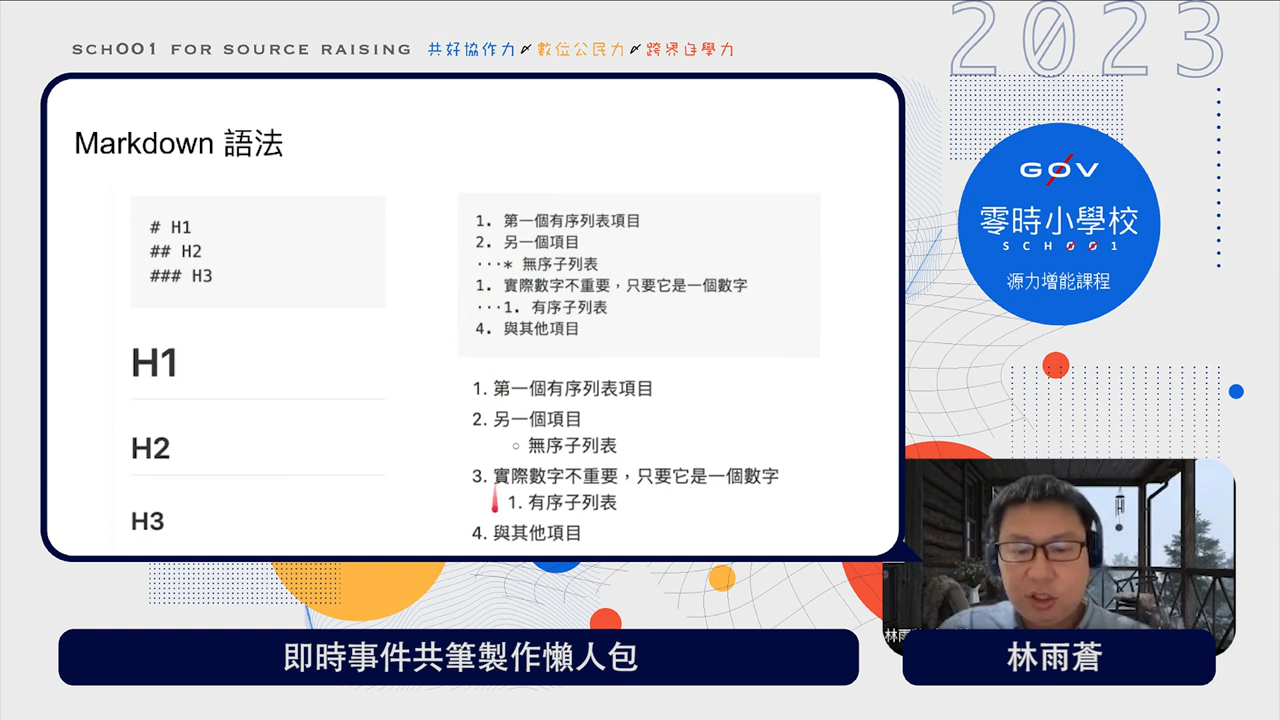 SCH001 FOR SOURCE RAISING 共好協作力〆數位公民力〆跨界自學力
2023
Markdown 語法
# H1
## H2
### H3
H1
H2
H3
1. 第一個有序列表項目
2. 另一個項目
···* 無序子列表
1. 實際數字不重要，只要它是一個數字
···1. 有序子列表
4. 與其他項目
1. 第一個有序列表項目
2. 另一個項目
○ 無序子列表
3. 實際數字不重要，只要它是一個數字
1. 有序子列表
4. 與其他項目
G0V
零時小學校
SCH001
源力增能課程
林雨
即時事件共筆製作懶人包
林雨蒼